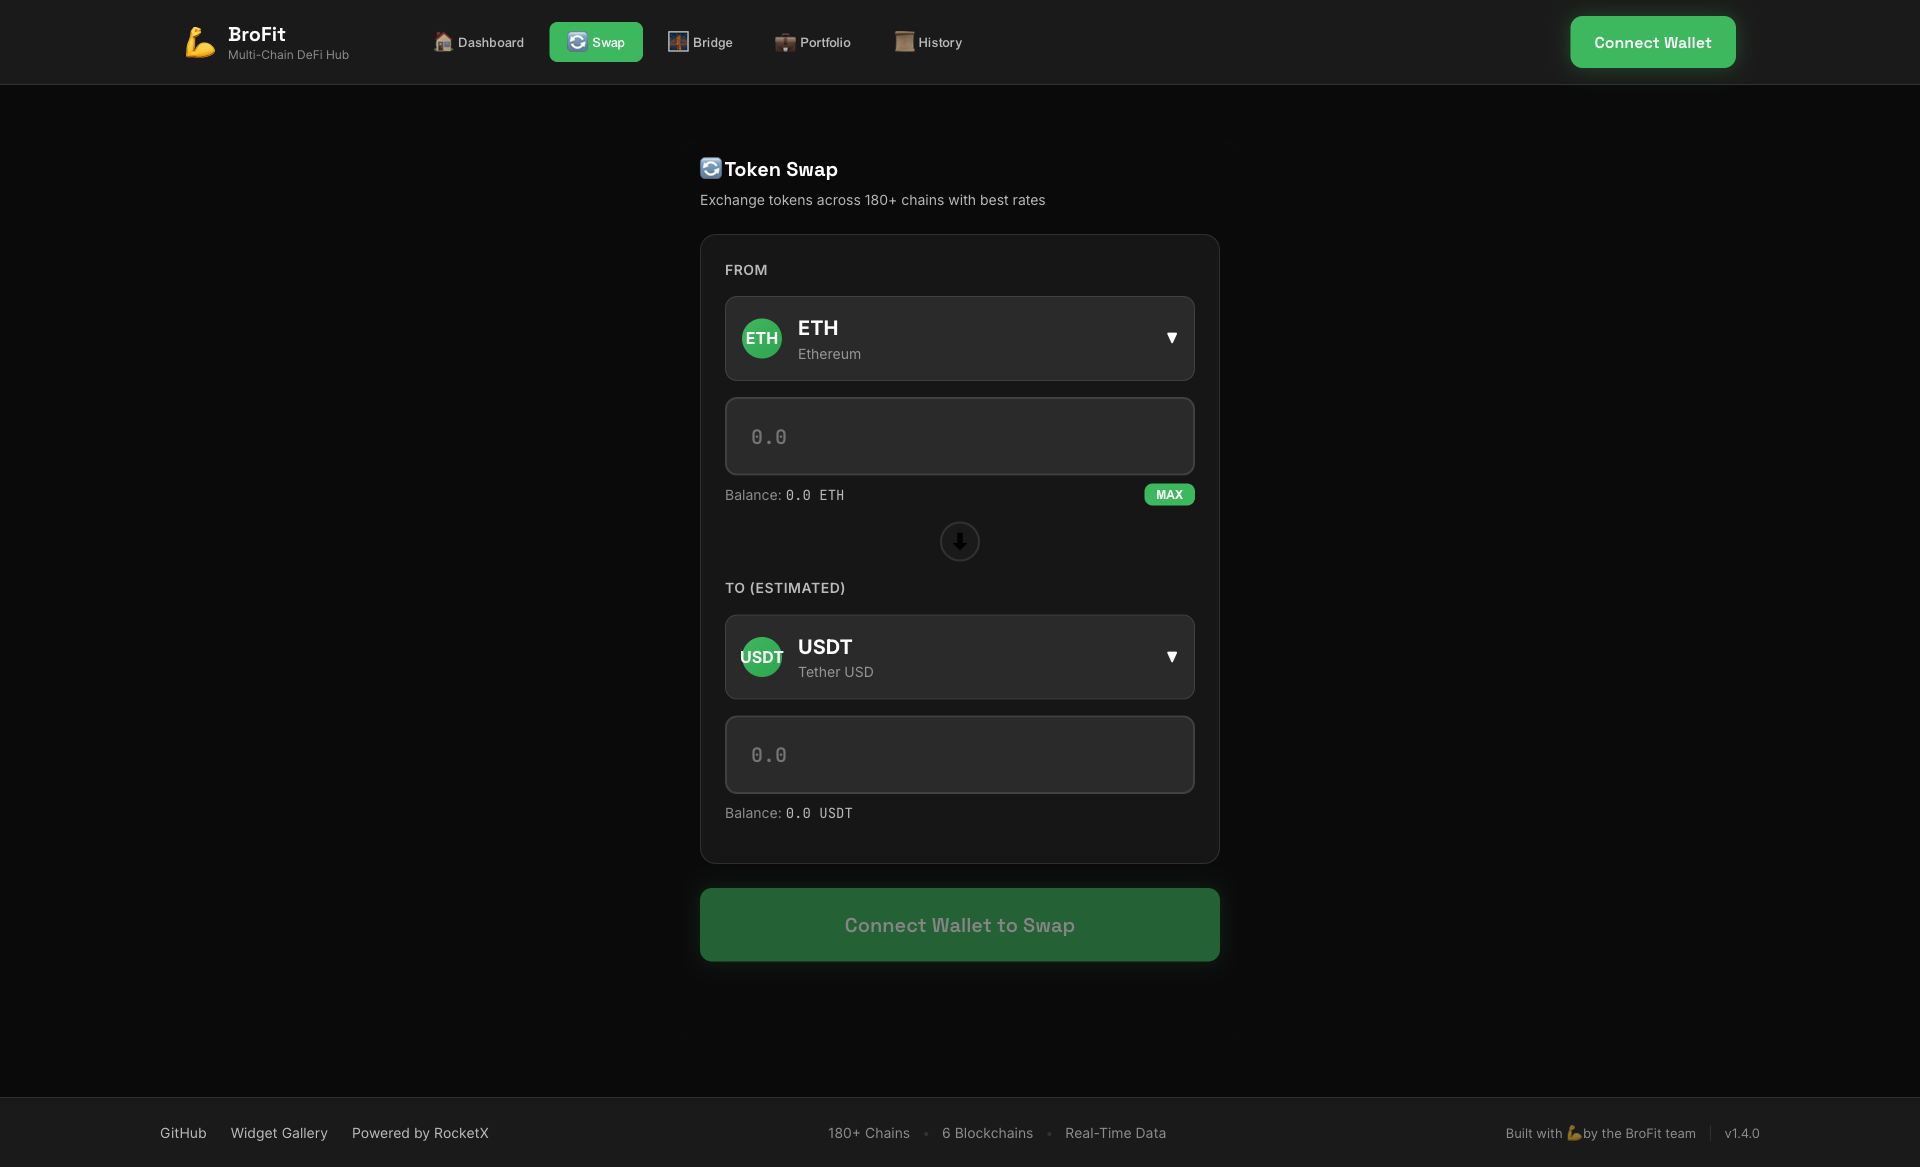 BroFit
Multi-Chain DeFi Hub
Dashboard
Swap
Bridge
Portfolio
History
Connect Wallet
Token Swap
Exchange tokens across 180+ chains with best rates
FROM
ETH
ETH
Ethereum
▼
0.0
Balance: 0.0 ETH
MAX
TO (ESTIMATED)
USDT
USDT
Tether USD
▼
0.0
Balance: 0.0 USDT
Connect Wallet to Swap
GitHub
Widget Gallery
Powered by RocketX
180+ Chains • 6 Blockchains • Real-Time Data
Built with 💪 by the BroFit team | v1.4.0